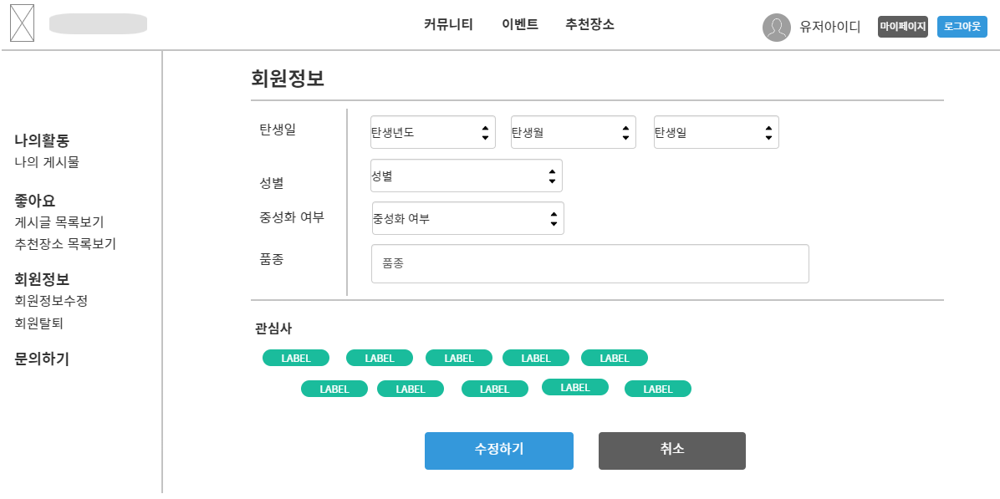 커뮤니티 이벤트 추천장소 유저아이디 마이페이지 로그아웃
나의활동
나의 게시물
좋아요
게시글 목록보기
추천장소 목록보기
회원정보
회원정보수정
회원탈퇴
문의하기
회원정보
탄생일 탄생년도 탄생월 탄생일
성별 성별
중성화 여부 중성화 여부
품종 품종
관심사
LABEL LABEL LABEL LABEL LABEL
LABEL LABEL LABEL LABEL LABEL
수정하기 취소